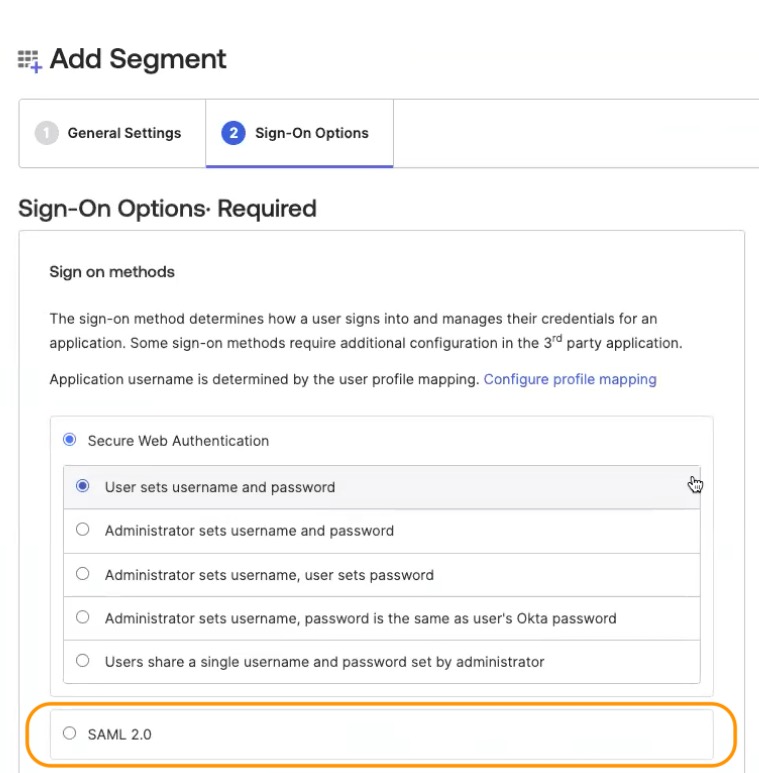 Add Segment
1 General Settings
2 Sign-On Options
Sign-On Options· Required
Sign on methods
The sign-on method determines how a user signs into and manages their credentials for an
application. Some sign-on methods require additional configuration in the 3rd party application.
Application username is determined by the user profile mapping. Configure profile mapping
Secure Web Authentication
User sets username and password
Administrator sets username and password
Administrator sets username, user sets password
Administrator sets username, password is the same as user's Okta password
Users share a single username and password set by administrator
SAML 2.0